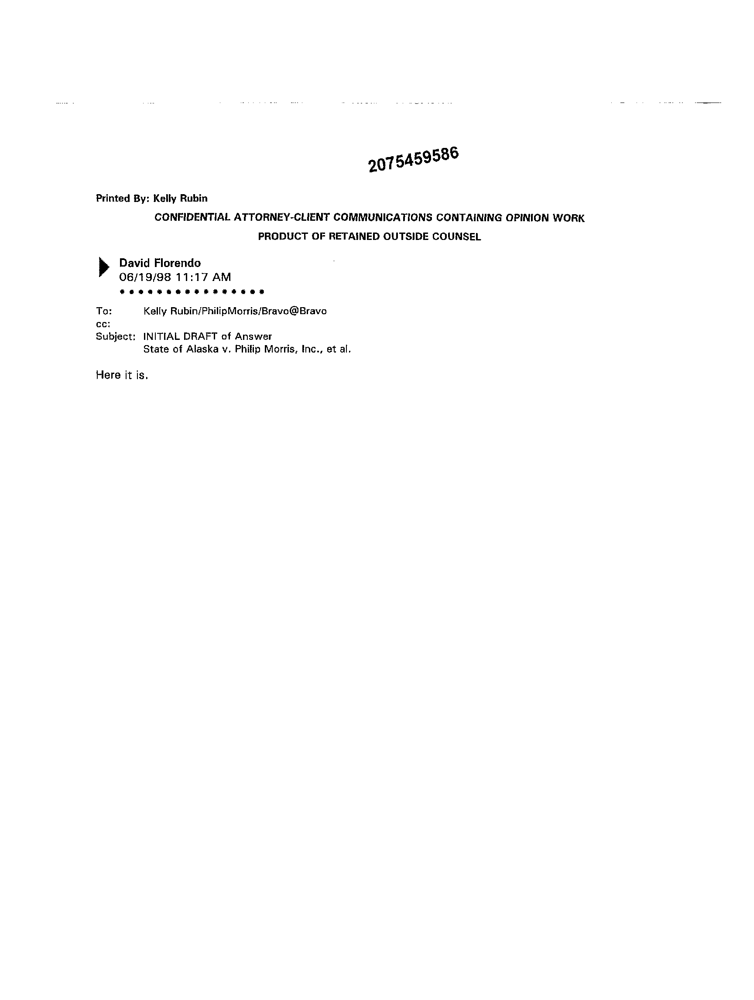 2075459586
Printed By: Kelly Rubin
CONFIDENTIAL ATTORNEY-CLIENT COMMUNICATIONS CONTAINING OPINION WORK
PRODUCT OF RETAINED OUTSIDE COUNSEL
David Florendo
06/19/98 11:17 AM
To: Kelly Rubin/PhilipMorris/Bravo@Bravo
cc:
Subject: INITIAL DRAFT of Answer
State of Alaska v. Philip Morris, Inc., et al.
Here it is.